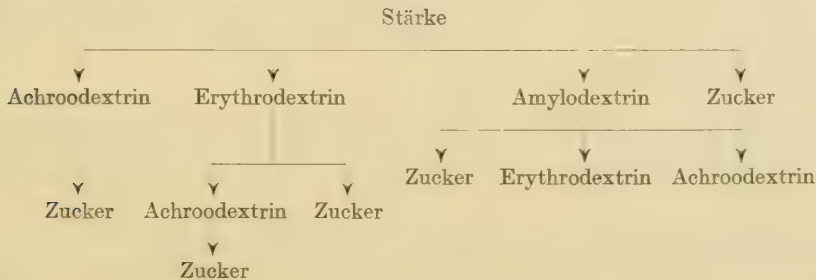 Stärke
Achroodextrin Erythrodextrin Amylodextrin Zucker
Zucker Erythrodextrin Achroodextrin
Zucker Achroodextrin Zucker
Zucker